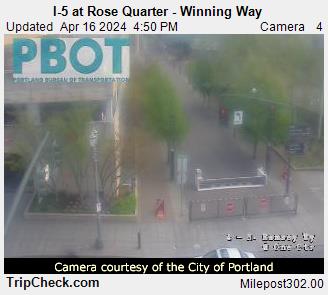 I-5 at Rose Quarter - Winning Way
Updated Apr 16 2024 4:50 PM Camera 4
PBOT
PORTLAND BUREAU OF TRANSPORTATION
Camera courtesy of the City of Portland
TripCheck.com Milepost302.00